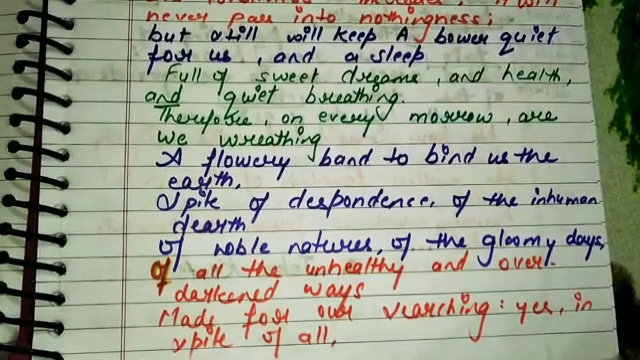 never pass into nothingness;
but still will keep A bower quiet
for us, and a sleep
Full of sweet dreams, and health,
and quiet breathing.
Therefore, on every morrow, are
we wreathing
A flowery band to bind us the
earth,
Spite of despondence, of the inhuman
dearth
Of noble natures, of the gloomy days,
Of all the unhealthy and over-
darkened ways
Made for our searching: yes, in
spite of all,